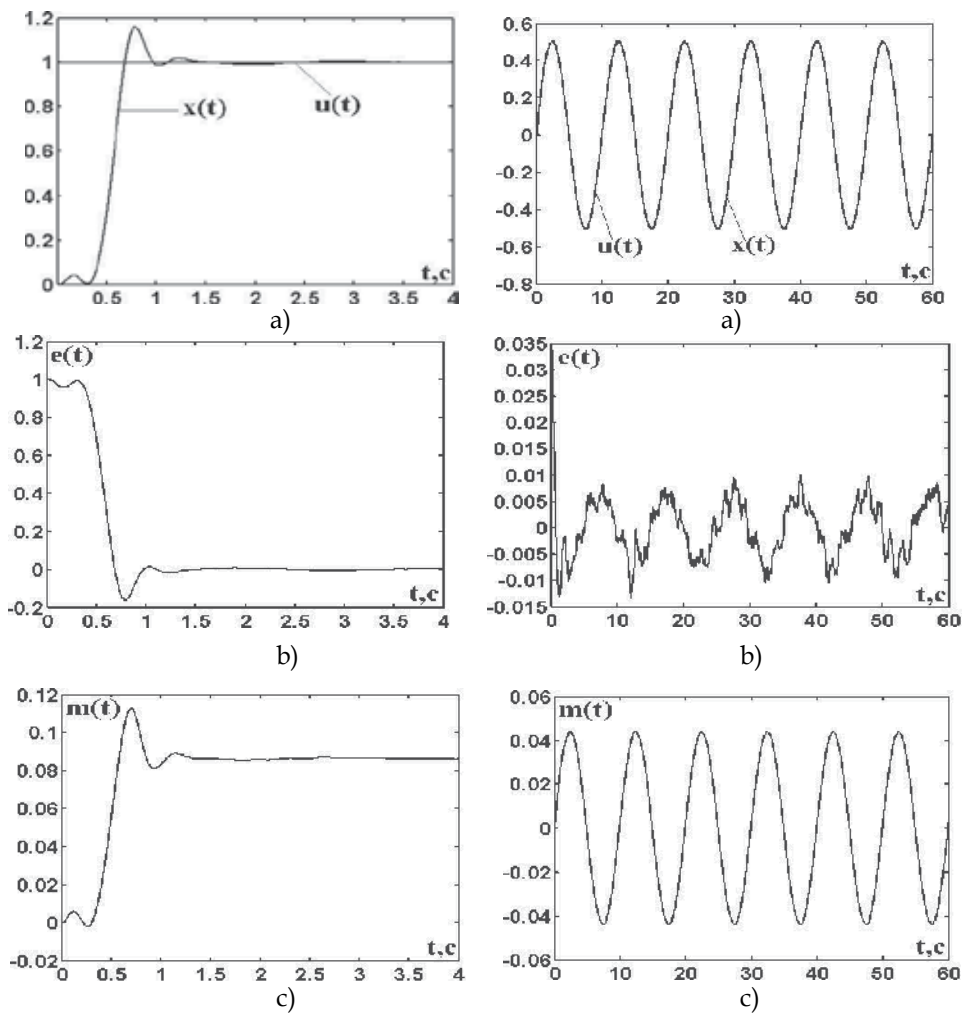 1.2
1
0.8
0.6
0.4
0.2
0
x(t)
u(t)
t,c
0.5 1 1.5 2 2.5 3 3.5 4
a)
0.6
0.4
0.2
0
-0.2
-0.4
-0.6
-0.8
u(t)
x(t)
t,c
0 10 20 30 40 50 60
a)
1.2
1
0.8
0.6
0.4
0.2
0
-0.2
e(t)
t,c
0 0.5 1 1.5 2 2.5 3 3.5 4
b)
0.035
0.03
0.025
0.020
0.015
0.01
0.005
0
-0.005
-0.01
-0.015
e(t)
t,c
0 10 20 30 40 50 60
b)
0.12
0.1
0.08
0.06
0.04
0.02
0
-0.02
m(t)
t,c
0 0.5 1 1.5 2 2.5 3 3.5 4
c)
0.06
0.04
0.02
0
-0.02
-0.04
-0.06
m(t)
t,c
0 10 20 30 40 50 60
c)